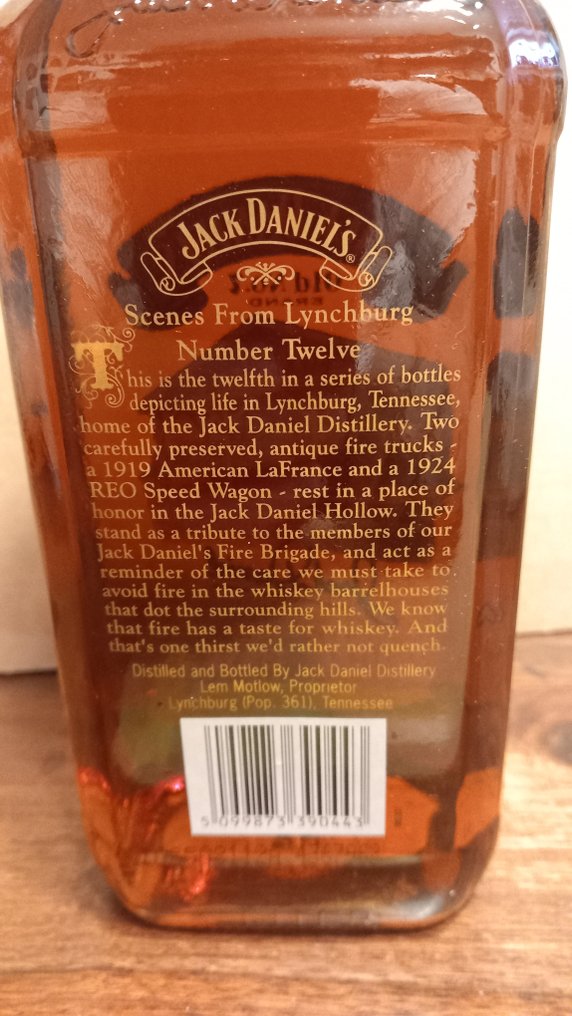 JACK DANIEL'S
Scenes From Lynchburg
Number Twelve
This is the twelfth in a series of bottles
depicting life in Lynchburg, Tennessee,
home of the Jack Daniel Distillery. Two
carefully preserved, antique fire trucks -
a 1919 American LaFrance and a 1924
REO Speed Wagon - rest in a place of
honor in the Jack Daniel Hollow. They
stand as a tribute to the members of our
Jack Daniel's Fire Brigade, and act as a
reminder of the care we must take to
avoid fire in the whiskey barrelhouses
that dot the surrounding hills. We know
that fire has a taste for whiskey. And
that's one thirst we'd rather not quench.
Distilled and Bottled By Jack Daniel Distillery
Lem Motlow, Proprietor
Lynchburg (Pop. 361), Tennessee
5 099873 390443